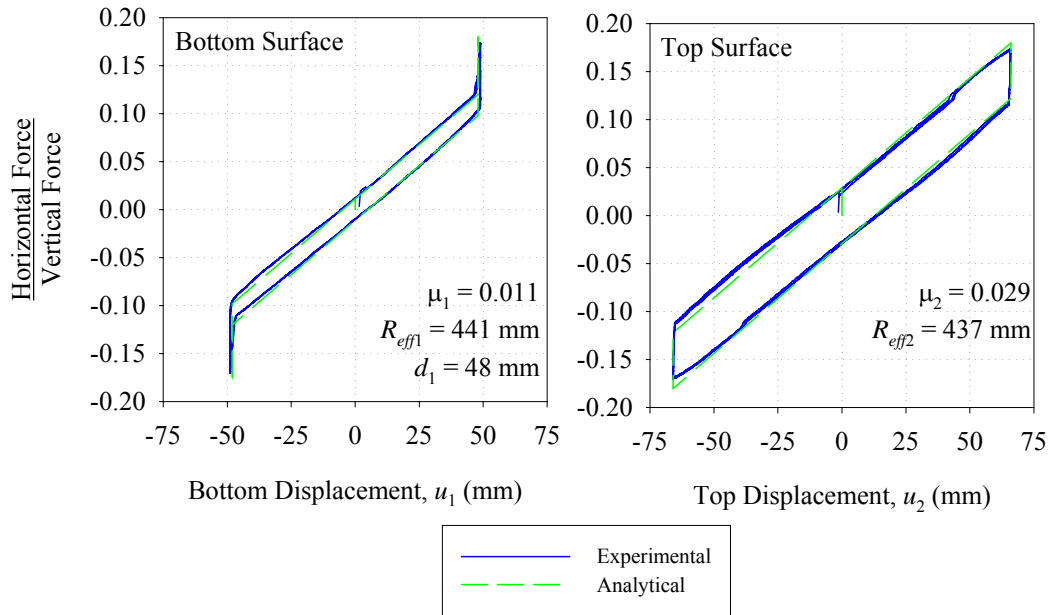 Horizontal Force
Vertical Force
0.20
0.15
0.10
0.05
0.00
-0.05
-0.10
-0.15
-0.20
Bottom Surface
μ1 = 0.011
Reff1 = 441 mm
d1 = 48 mm
-75 -50 -25 0 25 50 75
Bottom Displacement, u1 (mm)
0.20
0.15
0.10
0.05
0.00
-0.05
-0.10
-0.15
-0.20
Top Surface
μ2 = 0.029
Reff2 = 437 mm
-75 -50 -25 0 25 50 75
Top Displacement, u2 (mm)
Experimental
Analytical